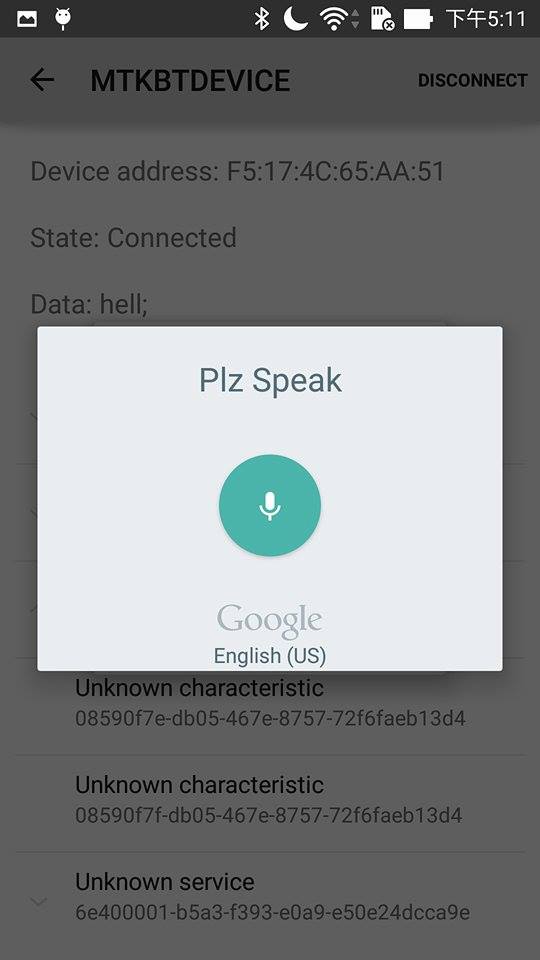 下午5:11
MTKBTDEVICE
DISCONNECT
Device address: F5:17:4C:65:AA:51
State: Connected
Data: hell;
Plz Speak
Google
English (US)
Unknown characteristic
08590f7e-db05-467e-8757-72f6faeb13d4
Unknown characteristic
08590f7f-db05-467e-8757-72f6faeb13d4
Unknown service
6e400001-b5a3-f393-e0a9-e50e24dcca9e